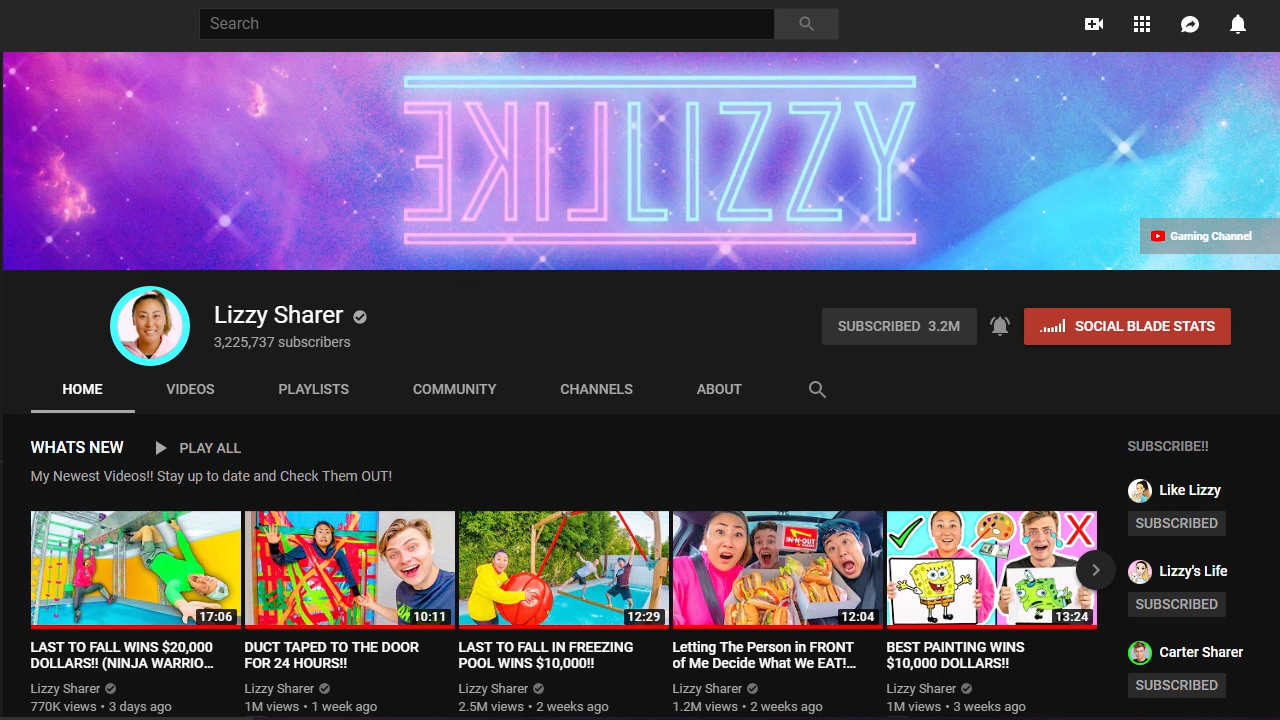 Search
LIKE LIZZY
Gaming Channel
Lizzy Sharer
3,225,737 subscribers
SUBSCRIBED 3.2M
SOCIAL BLADE STATS
HOME VIDEOS PLAYLISTS COMMUNITY CHANNELS ABOUT
WHATS NEW PLAY ALL
My Newest Videos!! Stay up to date and Check Them OUT!
SUBSCRIBE!!
Like Lizzy
SUBSCRIBED
Lizzy's Life
SUBSCRIBED
Carter Sharer
SUBSCRIBED
IN-N-OUT
17:06 10:11 12:29 12:04 13:24
LAST TO FALL WINS $20,000
DOLLARS!! (NINJA WARRIO...
Lizzy Sharer
770K views • 3 days ago
DUCT TAPED TO THE DOOR
FOR 24 HOURS!!
Lizzy Sharer
1M views • 1 week ago
LAST TO FALL IN FREEZING
POOL WINS $10,000!!
Lizzy Sharer
2.5M views • 2 weeks ago
Letting The Person in FRONT
of Me Decide What We EAT!...
Lizzy Sharer
1.2M views • 2 weeks ago
BEST PAINTING WINS
$10,000 DOLLARS!!
Lizzy Sharer
1M views • 3 weeks ago